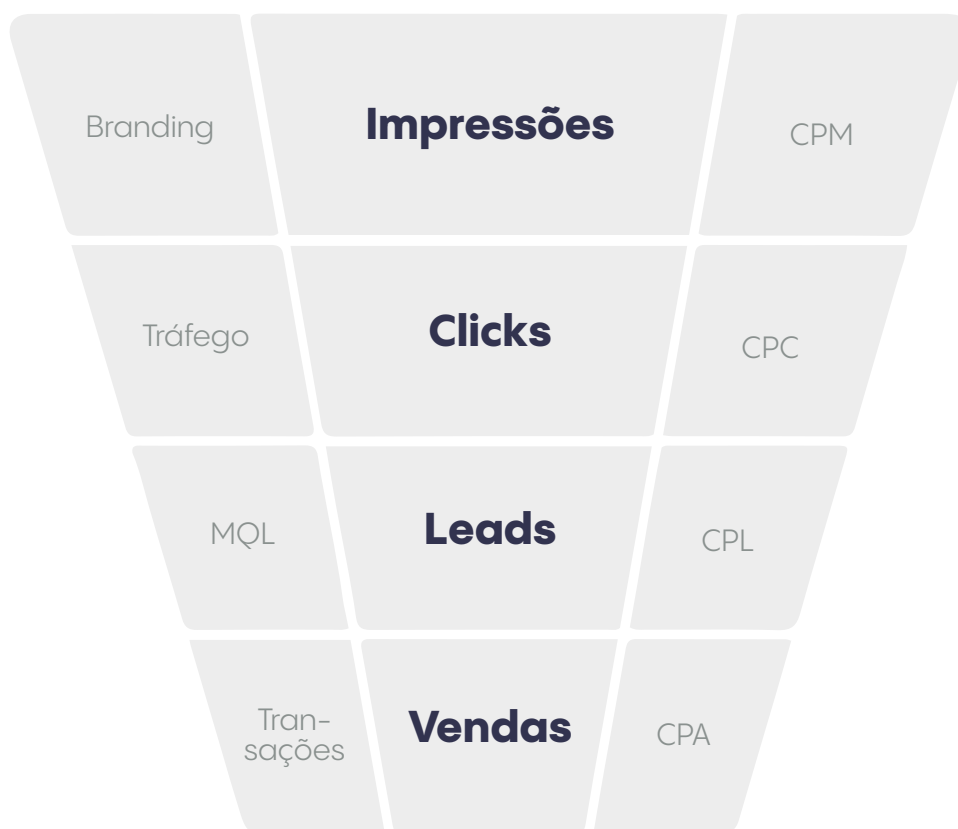 Branding
Impressões
CPM
Tráfego
Clicks
CPC
MQL
Leads
CPL
Tran-
sações
Vendas
CPA